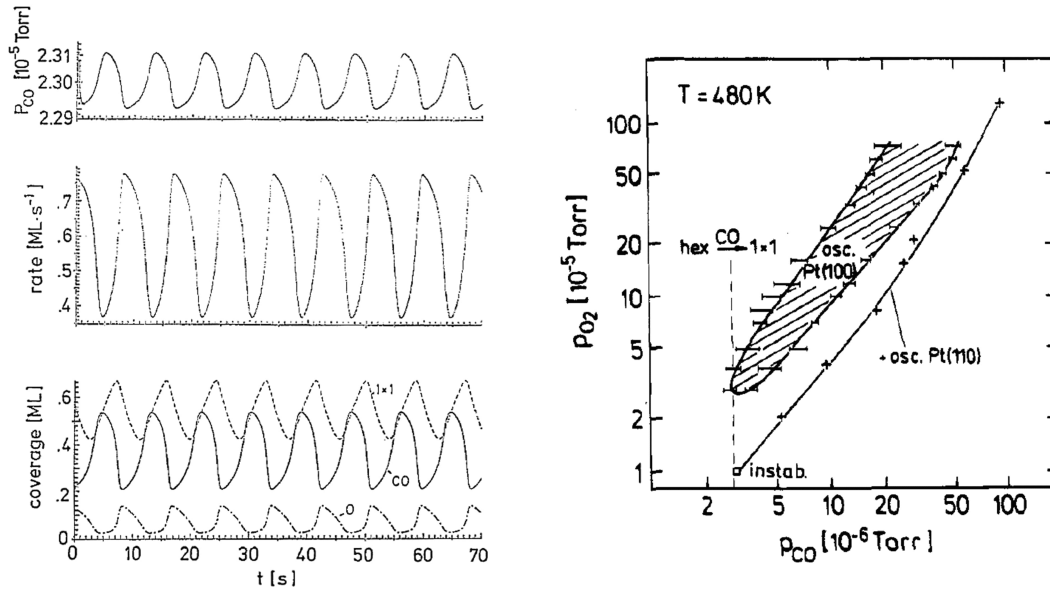 P_CO [10⁻⁵ Torr]
2.31
2.30
2.29
rate [ML·s⁻¹]
.7
.6
.5
.4
coverage [ML]
.6
.4
.2
0
1×1
CO
O
0 10 20 30 40 50 60 70
t [s]
T = 480 K
p_O₂ [10⁻⁵ Torr]
100
50
20
10
5
2
1
hex CO→ 1×1
osc.
Pt(100)
+ osc. Pt(110)
instab.
2 5 10 20 50 100
p_CO [10⁻⁶ Torr]